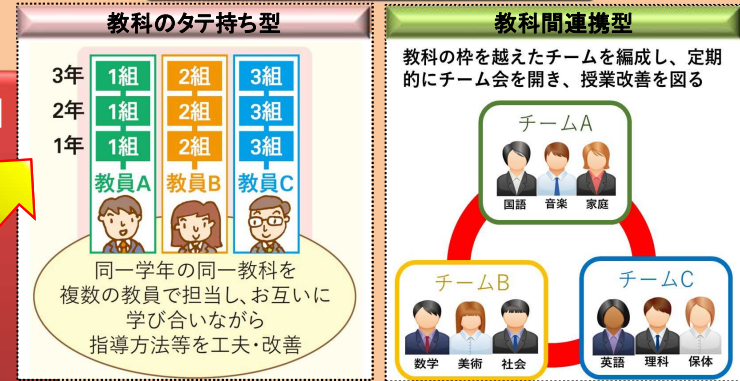 教科のタテ持ち型
3年 1組 2組 3組
2年 1組 2組 3組
1年 1組 2組 3組
教員A 教員B 教員C
同一学年の同一教科を
複数の教員で担当し、お互いに
学び合いながら
指導方法等を工夫・改善
教科間連携型
教科の枠を越えたチームを編成し、定期
的にチーム会を開き、授業改善を図る
チームA
国語 音楽 家庭
チームB
数学 美術 社会
チームC
英語 理科 保体